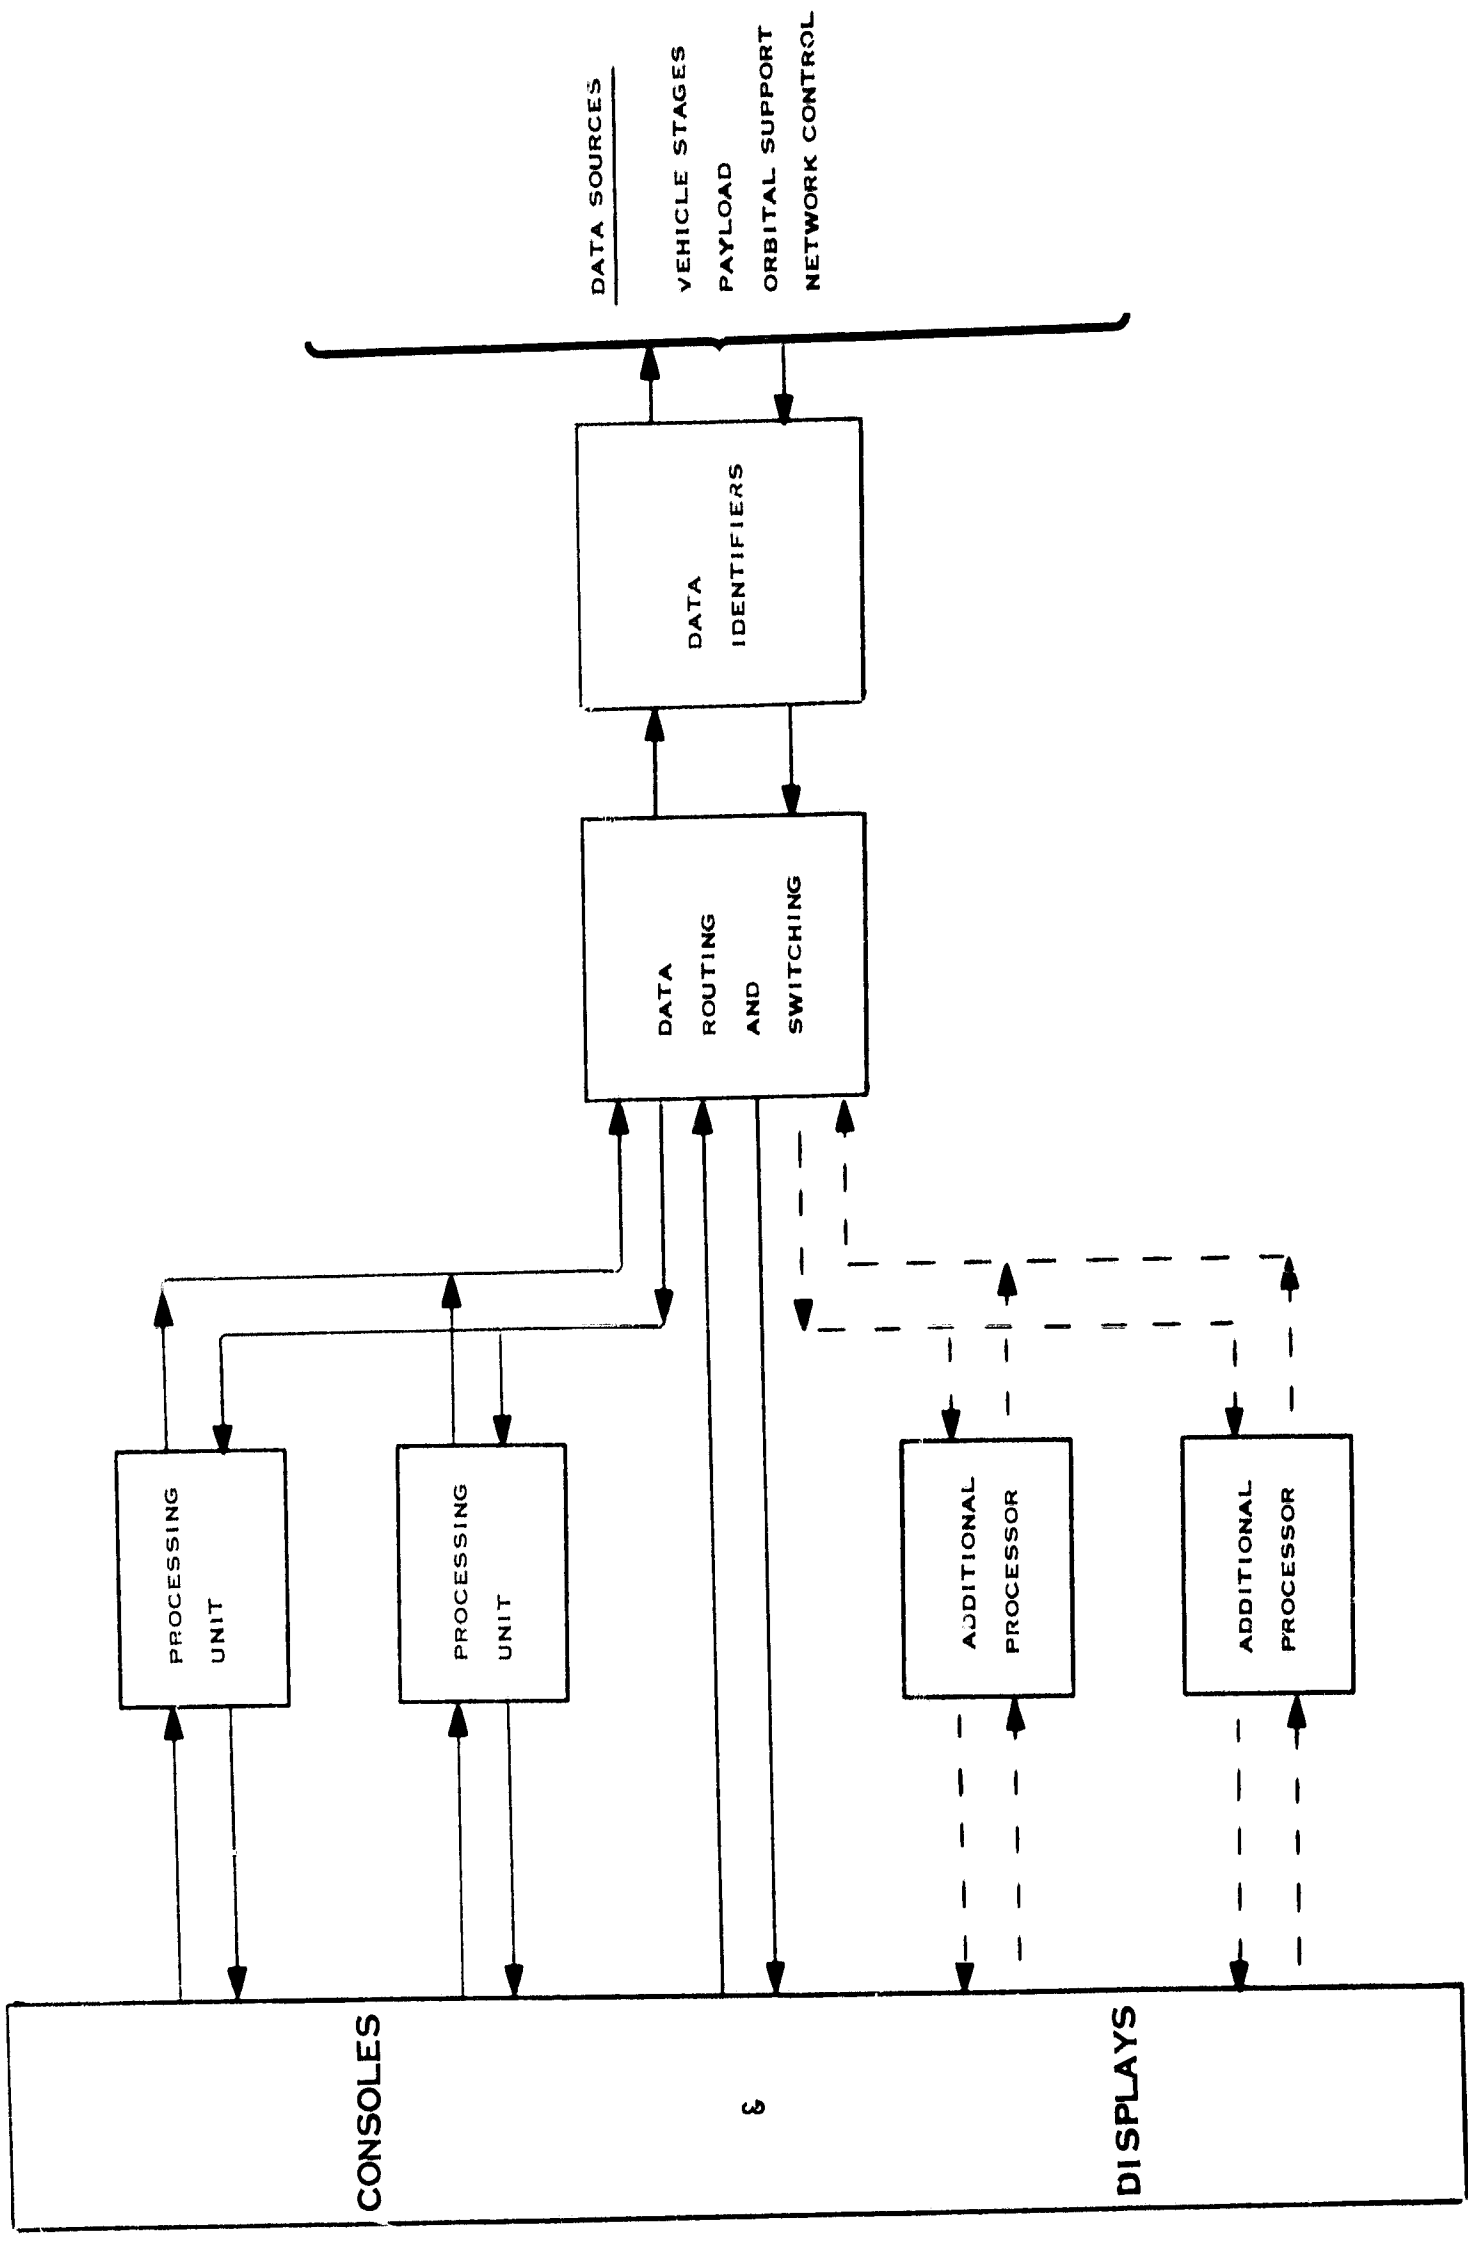 CONSOLES
&
DISPLAYS
PROCESSING
UNIT
PROCESSING
UNIT
ADDITIONAL
PROCESSOR
ADDITIONAL
PROCESSOR
DATA
ROUTING
AND
SWITCHING
DATA
IDENTIFIERS
DATA SOURCES
VEHICLE STAGES
PAYLOAD
ORBITAL SUPPORT
NETWORK CONTROL